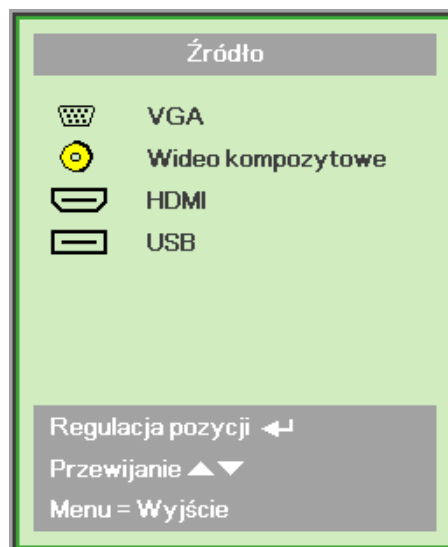 Źródło
VGA
Wideo kompozytowe
HDMI
USB
Regulacja pozycji
Przewijanie
Menu = Wyjście